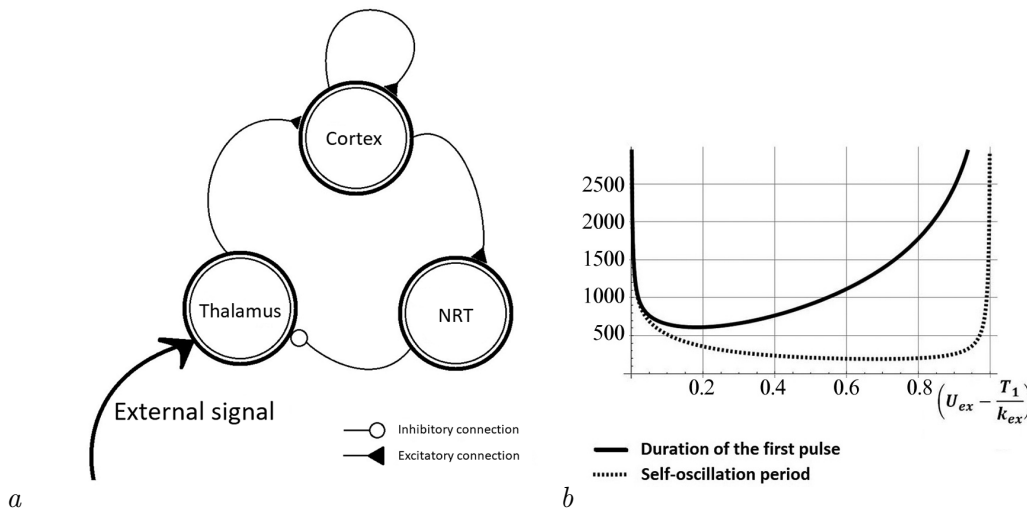 Cortex
Thalamus
NRT
External signal
Inhibitory connection
Excitatory connection
a
2500
2000
1500
1000
500
0.2 0.4 0.6 0.8
(U_ex − T_1/k_ex)
Duration of the first pulse
Self-oscillation period
b